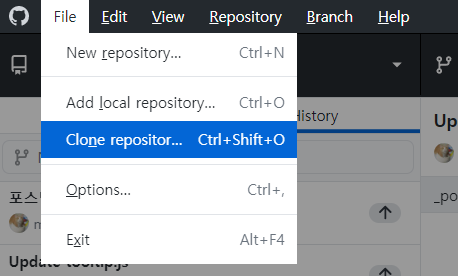 File Edit View Repository Branch Help
New repository... Ctrl+N
Add local repository... Ctrl+O
History
Clone repositor... Ctrl+Shift+O
Up
Options... Ctrl+,
포스
_po
Exit Alt+F4
Update tooltip.js